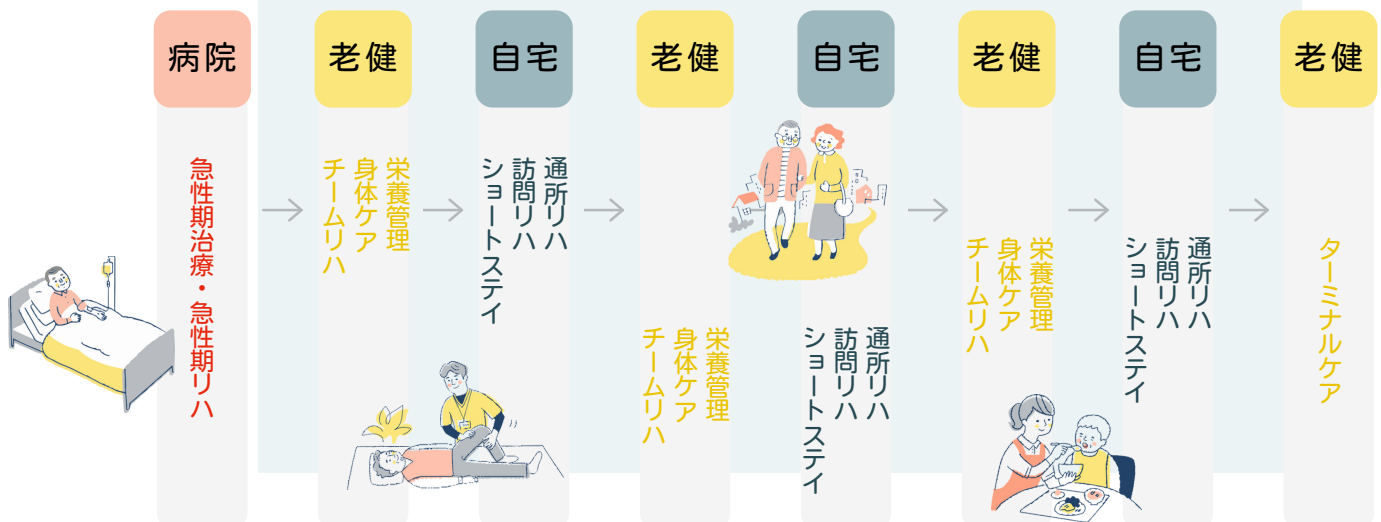 病院
老健
自宅
老健
自宅
老健
自宅
老健
急性期治療・急性期リハ
栄養管理
身体ケア
チームリハ
通所リハ
訪問リハ
ショートステイ
栄養管理
身体ケア
チームリハ
通所リハ
訪問リハ
ショートステイ
栄養管理
身体ケア
チームリハ
通所リハ
訪問リハ
ショートステイ
ターミナルケア